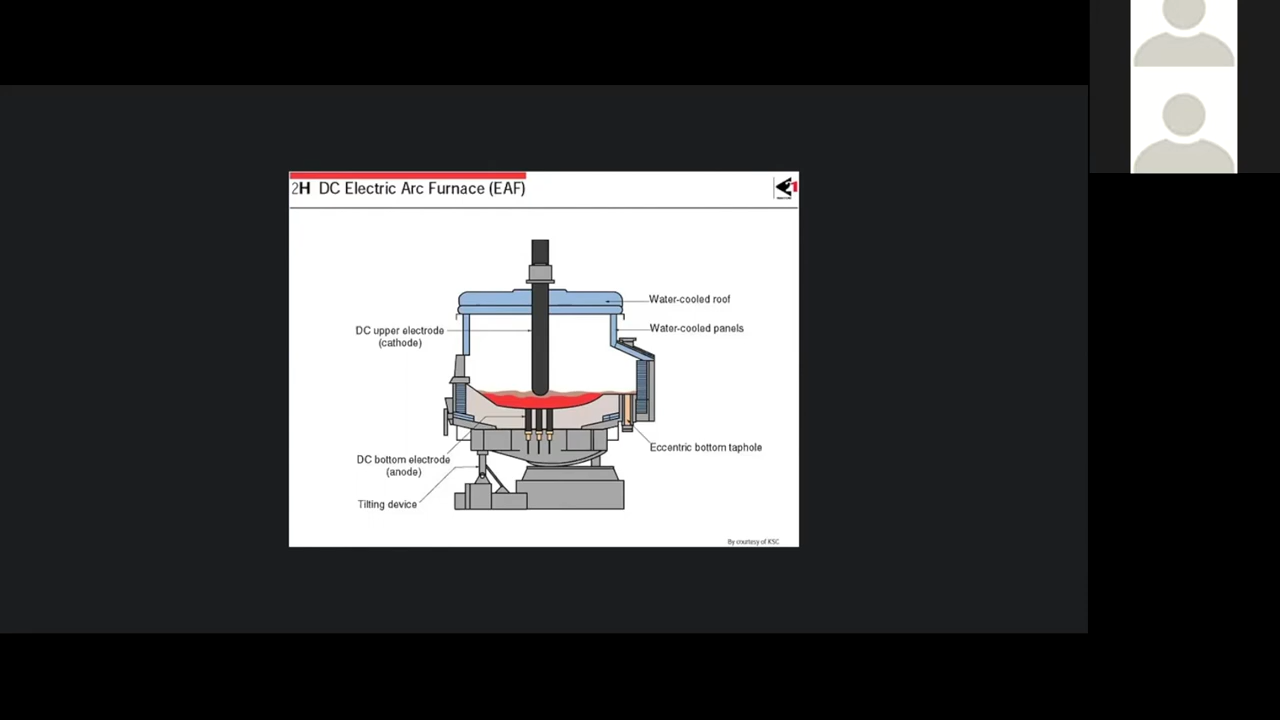 2H DC Electric Arc Furnace (EAF)
1
Water-cooled roof
DC upper electrode
(cathode)
Water-cooled panels
Eccentric bottom taphole
DC bottom electrode
(anode)
Tilting device
By courtesy of KSC